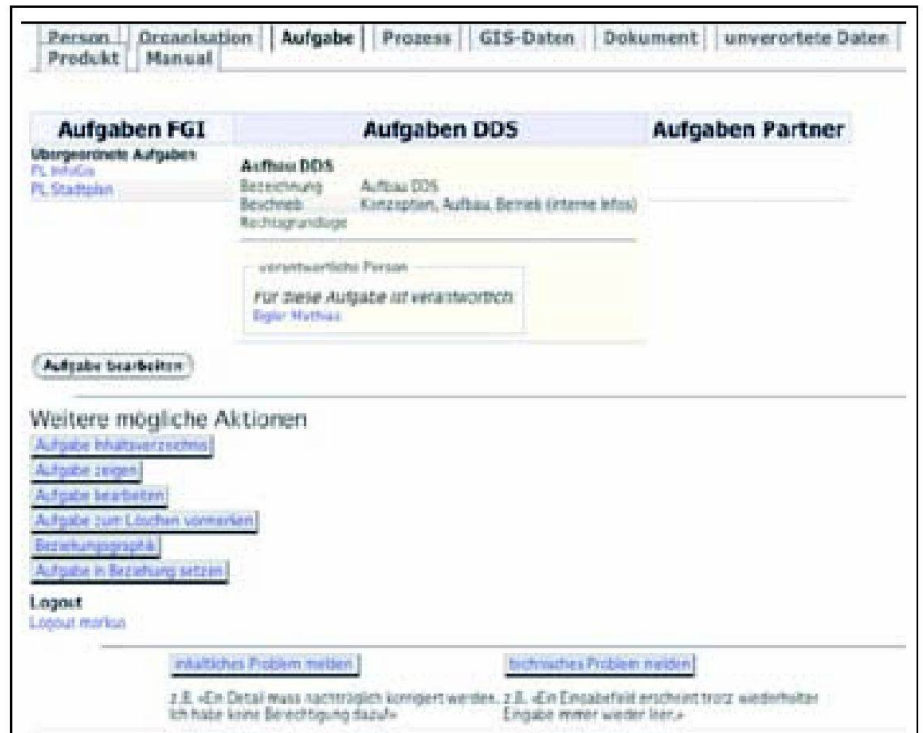 Person Organisation Aufgabe Prozess GIS-Daten Dokument unverortete Daten
Produkt Manual
Aufgaben FGI Aufgaben DDS Aufgaben Partner
Übergeordnete Aufgaben
PL InfoGis
PL Stadtplan
Aufbau DDS
Bezeichnung Aufbau DDS
Beschrieb Konzeption, Aufbau, Betrieb (interne Infos)
Rechtsgrundlage
verantwortliche Person
Für diese Aufgabe ist verantwortlich:
Mathias
Aufgabe bearbeiten
Weitere mögliche Aktionen
Aufgabe Inhaltsverzeichnis
Aufgabe zeigen
Aufgabe bearbeiten
Aufgabe zum Löschen vormerken
Beziehungsgraphik
Aufgabe in Beziehung setzen
Logout
Logout markus
inhaltliches Problem melden technisches Problem melden
z.B. «Ein Detail muss nachträglich korrigiert werden. z.B. «Ein Eingabefeld erscheint trotz wiederholter
Ich habe keine Berechtigung dazu!» Eingabe immer wieder leer.»